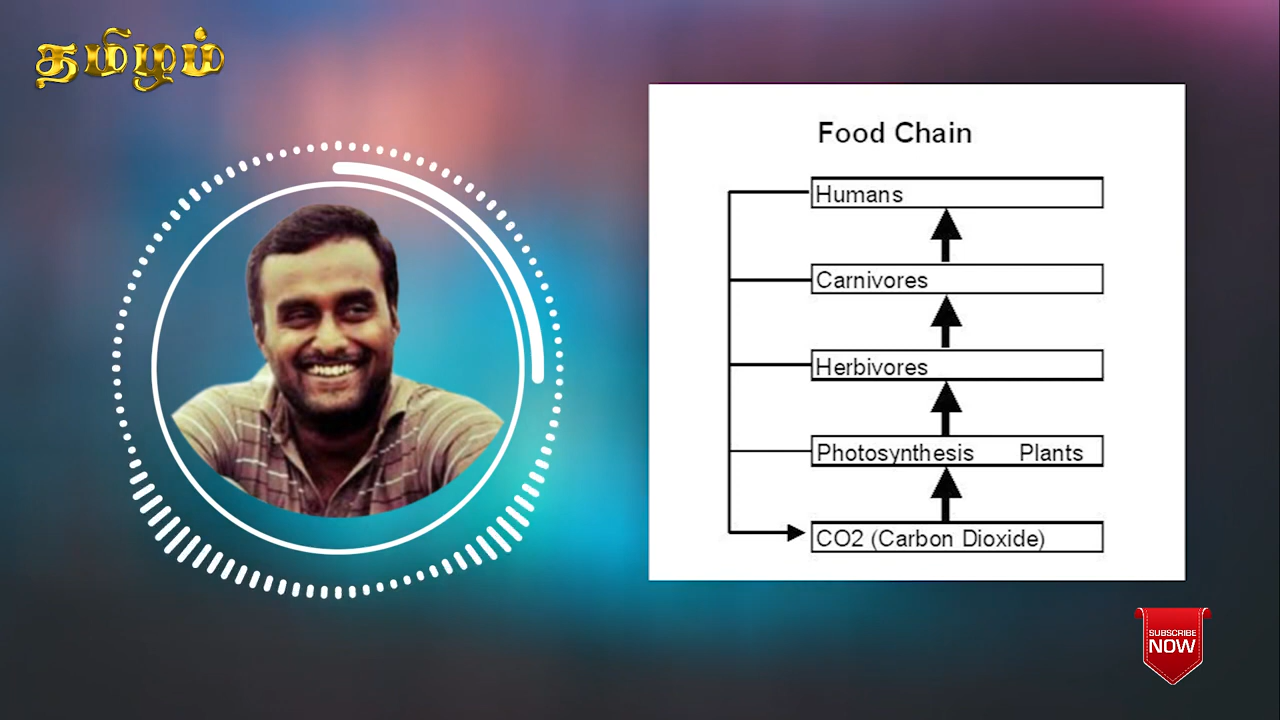 தமிழம்
Food Chain
Humans
Carnivores
Herbivores
Photosynthesis Plants
CO2 (Carbon Dioxide)
SUBSCRIBE
NOW